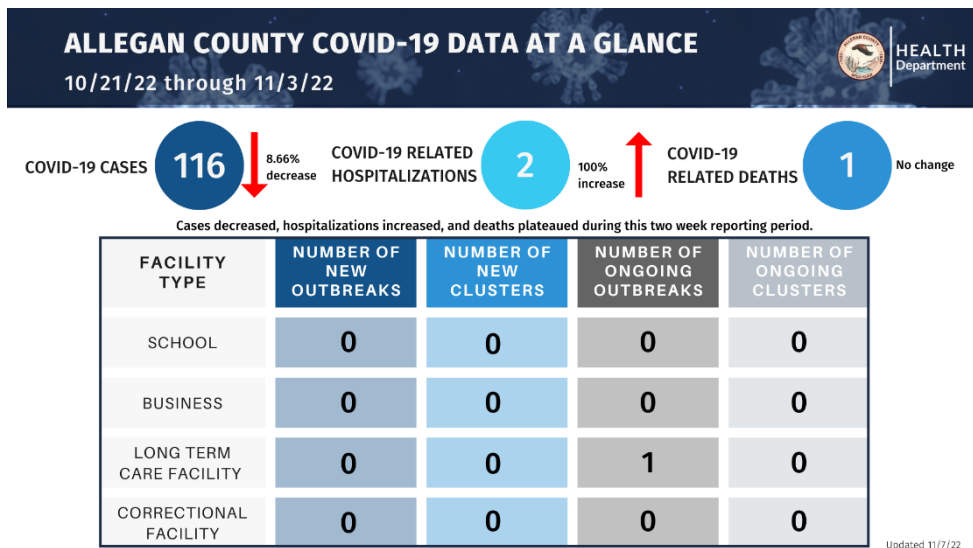 ALLEGAN COUNTY COVID-19 DATA AT A GLANCE
10/21/22 through 11/3/22
HEALTH
Department
COVID-19 CASES
116
8.66%
decrease
COVID-19 RELATED
HOSPITALIZATIONS
2
100%
increase
COVID-19
RELATED DEATHS
1
No change
Cases decreased, hospitalizations increased, and deaths plateaued during this two week reporting period.
FACILITY
TYPE
NUMBER OF
NEW
OUTBREAKS
NUMBER OF
NEW
CLUSTERS
NUMBER OF
ONGOING
OUTBREAKS
NUMBER OF
ONGOING
CLUSTERS
SCHOOL
0
0
0
0
BUSINESS
0
0
0
0
LONG TERM
CARE FACILITY
0
0
1
0
CORRECTIONAL
FACILITY
0
0
0
0
Updated 11/7/22